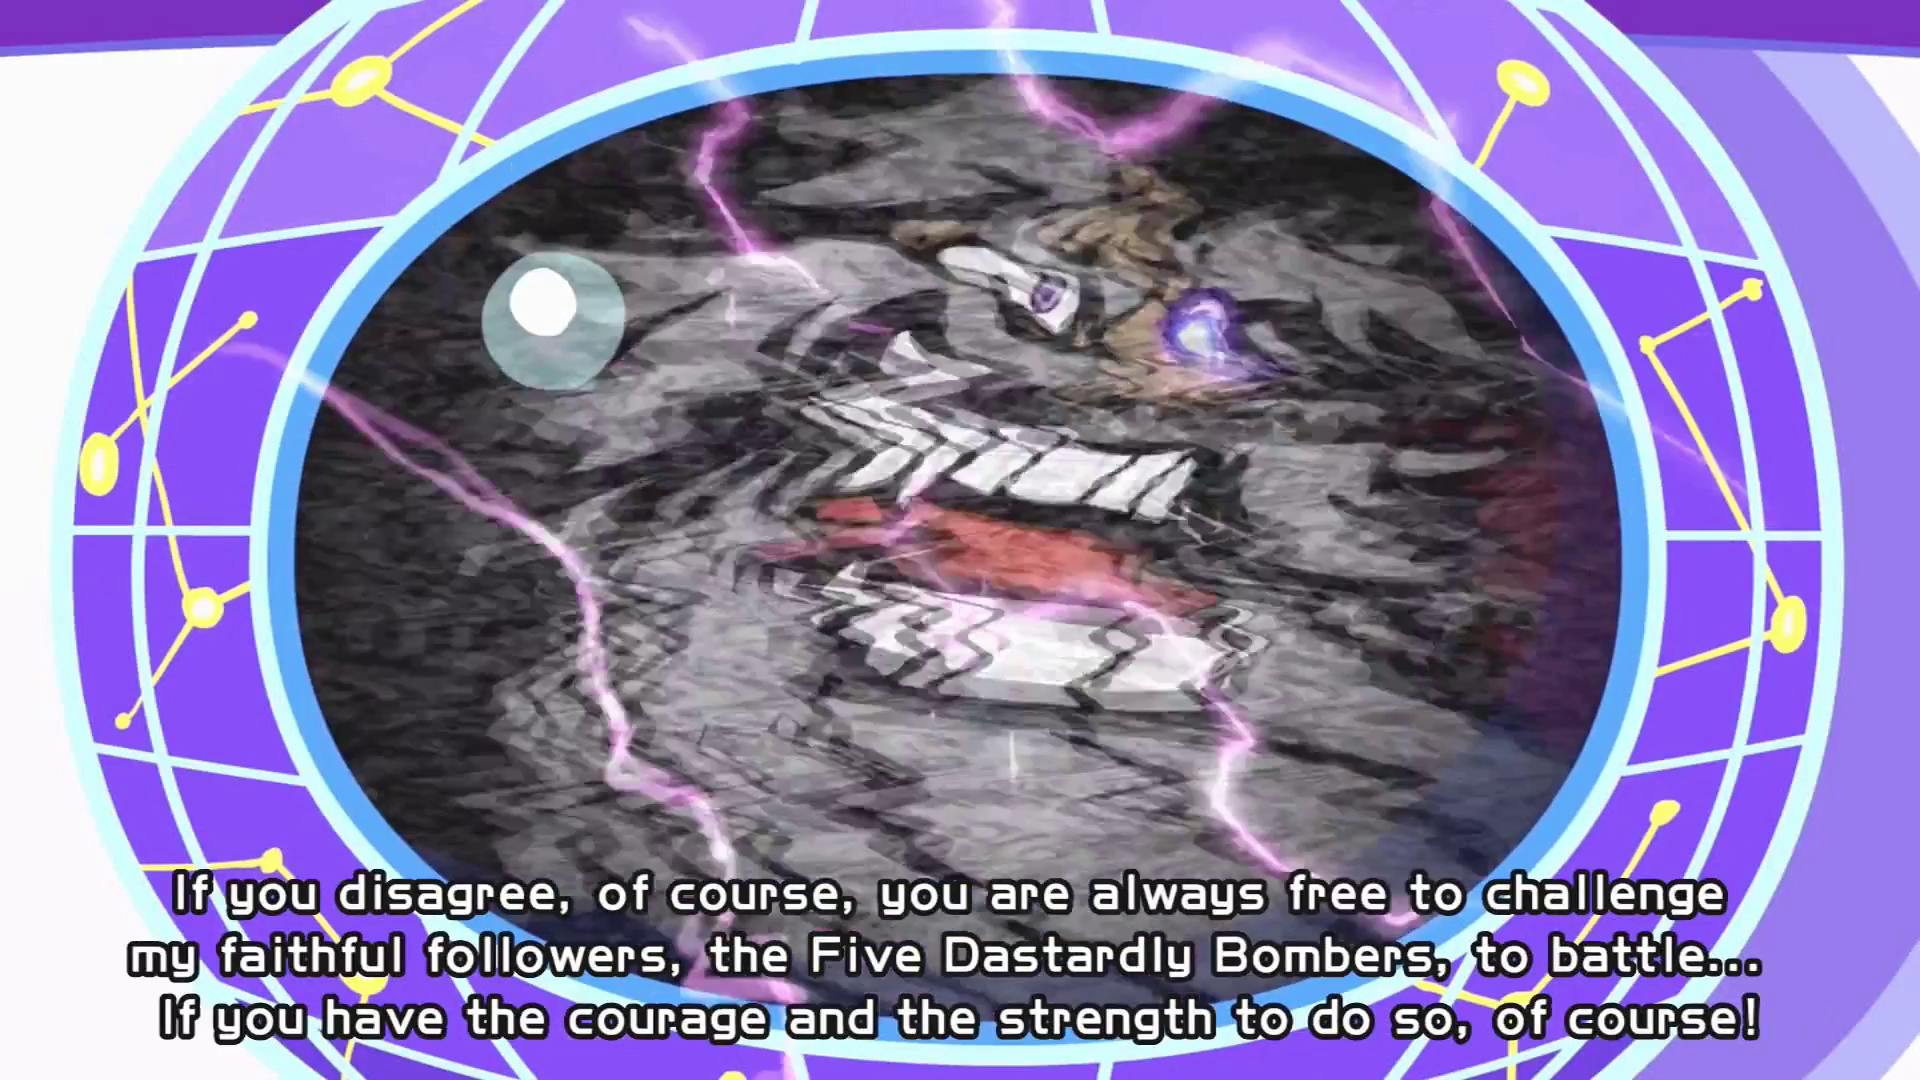 If you disagree, of course, you are always free to challenge
my faithful followers, the Five Dastardly Bombers, to battle...
If you have the courage and the strength to do so, of course!